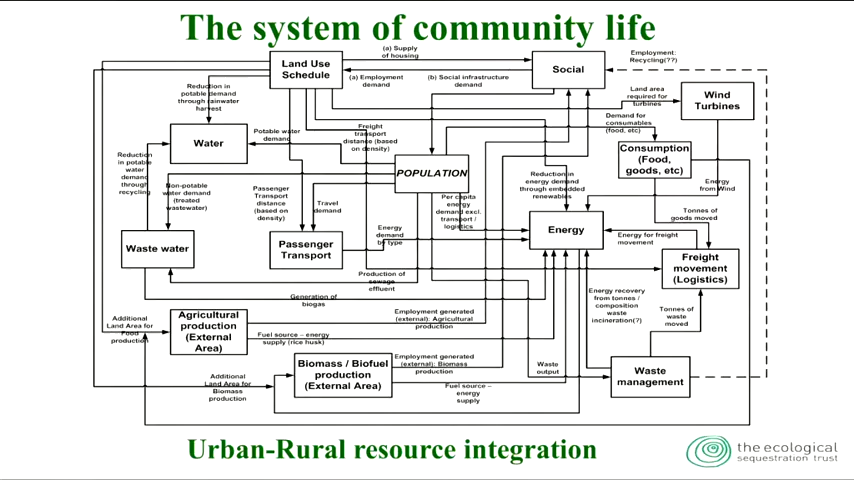 The system of community life
Land Use
Schedule
(a) Supply
of housing
Social
Employment:
Recycling(??)
(a) Employment
demand
(b) Social infrastructure
demand
Reduction in
potable demand
through rainwater
harvest
Land area
required for
turbines
Wind
Turbines
Water
Potable water
demand
Freight
transport
distance (based
on density)
Demand for
consumables
(food, etc)
Consumption
(Food,
goods, etc)
Reduction
in potable
water
demand
through
recycling
Non-potable
water demand
(treated
wastewater)
POPULATION
Passenger
Transport
distance
(based on
density)
Travel
demand
Per capita
energy
demand excl.
transport /
logistics
Reduction in
energy demand
through embedded
renewables
Energy
from Wind
Tonnes of
goods moved
Waste water
Passenger
Transport
Energy
demand
by type
Energy
Energy for freight
movement
Freight
movement
(Logistics)
Production of
sewage
effluent
Generation of
biogas
Energy recovery
from tonnes /
composition
waste
incineration(?)
Tonnes of
waste
moved
Additional
Land Area for
Food
production
Agricultural
production
(External
Area)
Employment generated
(external): Agricultural
production
Fuel source – energy
supply (rice husk)
Additional
Land Area for
Biomass
production
Biomass / Biofuel
production
(External Area)
Employment generated
(external): Biomass
production
Fuel source –
energy
supply
Waste
output
Waste
management
Urban-Rural resource integration
the ecological
sequestration trust